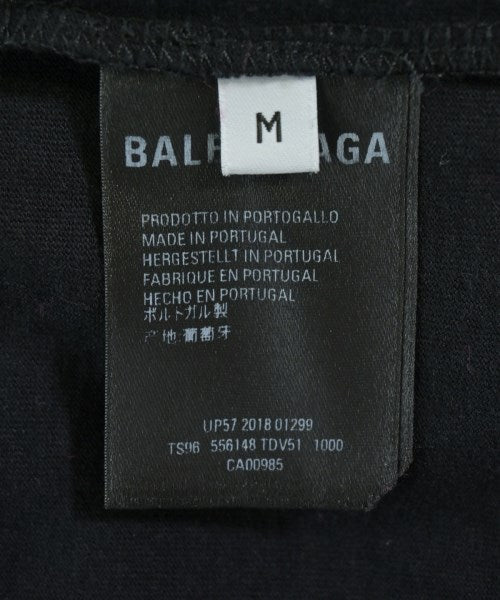 M
BAL AGA
PRODOTTO IN PORTOGALLO
MADE IN PORTUGAL
HERGESTELLT IN PORTUGAL
FABRIQUE EN PORTUGAL
HECHO EN PORTUGAL
ポルトガル製
产地:葡萄牙
UP57 2018 01299
TS96 556148 TDV51 1000
CA00985